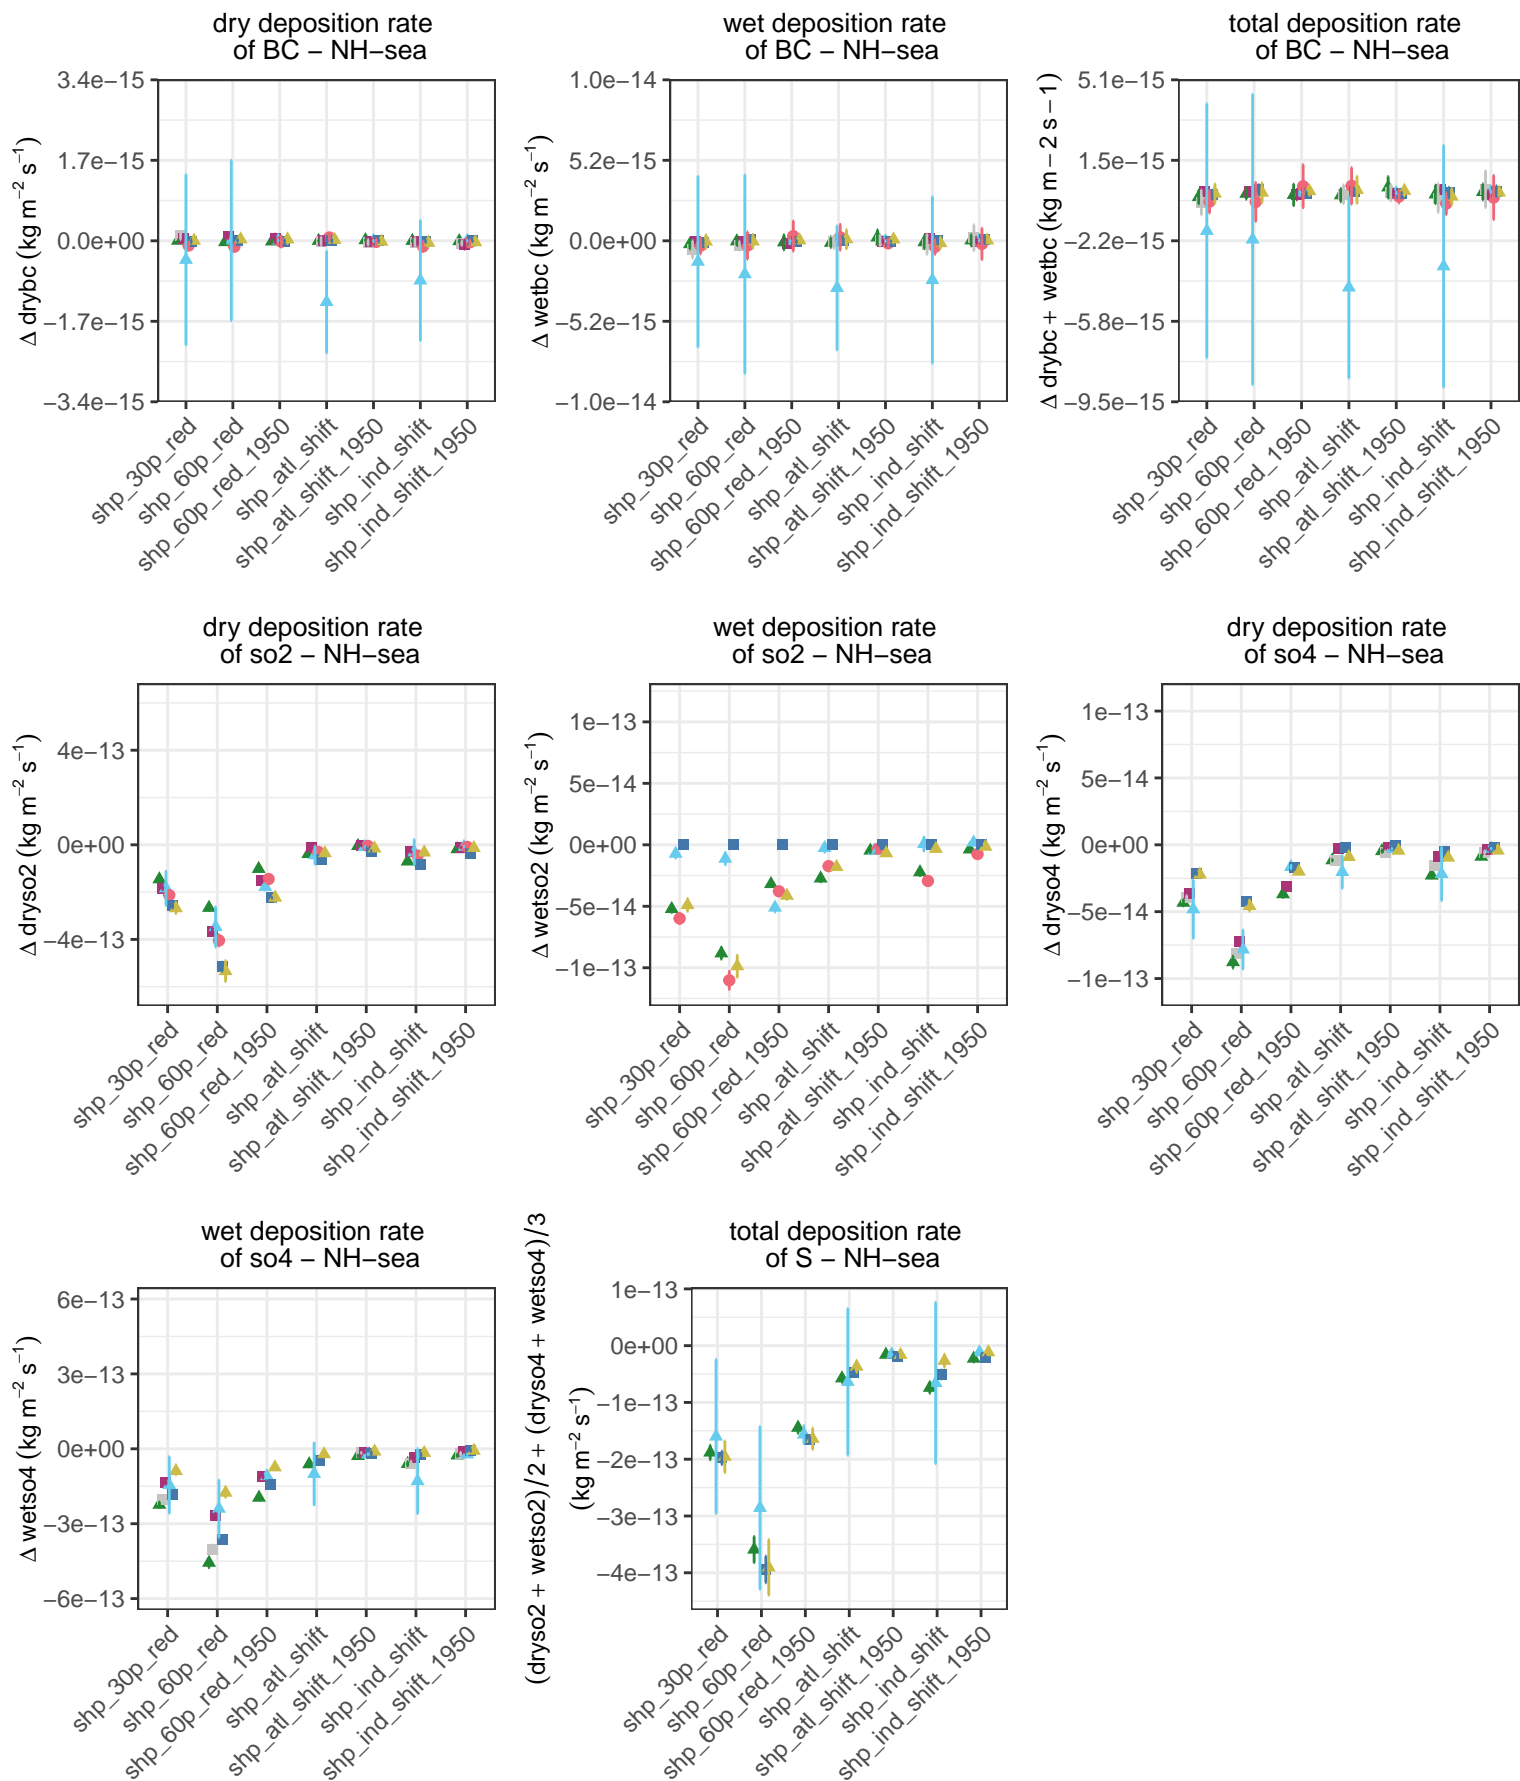 dry deposition rate
of BC − NH−sea
Δ drybc (kg m−2 s−1)
3.4e−15
1.7e−15
0.0e+00
−1.7e−15
−3.4e−15
shp_30p_red
shp_60p_red
shp_60p_red_1950
shp_atl_shift
shp_atl_shift_1950
shp_ind_shift
shp_ind_shift_1950
wet deposition rate
of BC − NH−sea
Δ wetbc (kg m−2 s−1)
1.0e−14
5.2e−15
0.0e+00
−5.2e−15
−1.0e−14
shp_30p_red
shp_60p_red
shp_60p_red_1950
shp_atl_shift
shp_atl_shift_1950
shp_ind_shift
shp_ind_shift_1950
total deposition rate
of BC − NH−sea
Δ drybc + wetbc (kg m − 2 s − 1)
5.1e−15
1.5e−15
−2.2e−15
−5.8e−15
−9.5e−15
shp_30p_red
shp_60p_red
shp_60p_red_1950
shp_atl_shift
shp_atl_shift_1950
shp_ind_shift
shp_ind_shift_1950
dry deposition rate
of so2 − NH−sea
Δ dryso2 (kg m−2 s−1)
4e−13
0e+00
−4e−13
shp_30p_red
shp_60p_red
shp_60p_red_1950
shp_atl_shift
shp_atl_shift_1950
shp_ind_shift
shp_ind_shift_1950
wet deposition rate
of so2 − NH−sea
Δ wetso2 (kg m−2 s−1)
1e−13
5e−14
0e+00
−5e−14
−1e−13
shp_30p_red
shp_60p_red
shp_60p_red_1950
shp_atl_shift
shp_atl_shift_1950
shp_ind_shift
shp_ind_shift_1950
dry deposition rate
of so4 − NH−sea
Δ dryso4 (kg m−2 s−1)
1e−13
5e−14
0e+00
−5e−14
−1e−13
shp_30p_red
shp_60p_red
shp_60p_red_1950
shp_atl_shift
shp_atl_shift_1950
shp_ind_shift
shp_ind_shift_1950
wet deposition rate
of so4 − NH−sea
Δ wetso4 (kg m−2 s−1)
6e−13
3e−13
0e+00
−3e−13
−6e−13
shp_30p_red
shp_60p_red
shp_60p_red_1950
shp_atl_shift
shp_atl_shift_1950
shp_ind_shift
shp_ind_shift_1950
total deposition rate
of S − NH−sea
(dryso2 + wetso2)/2 + (dryso4 + wetso4)/3
(kg m−2 s−1)
1e−13
0e+00
−1e−13
−2e−13
−3e−13
−4e−13
shp_30p_red
shp_60p_red
shp_60p_red_1950
shp_atl_shift
shp_atl_shift_1950
shp_ind_shift
shp_ind_shift_1950